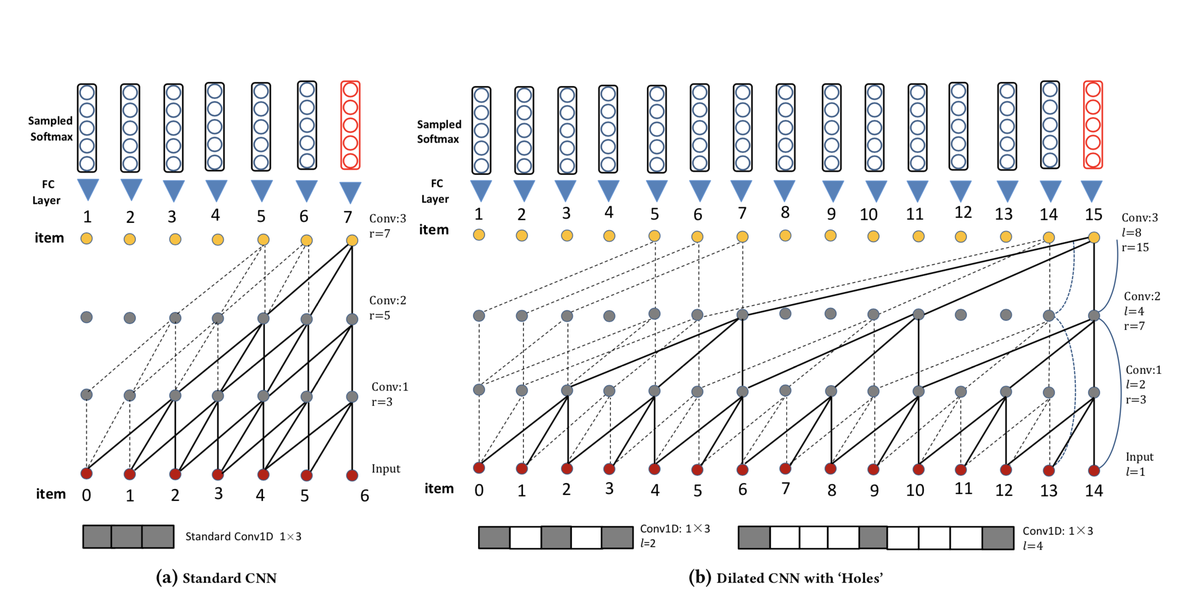 Sampled
Softmax
FC
Layer
1 2 3 4 5 6 7
item
Conv:3
r=7
Conv:2
r=5
Conv:1
r=3
Input
item 0 1 2 3 4 5 6
Standard Conv1D 1×3
(a) Standard CNN
Sampled
Softmax
FC
Layer
1 2 3 4 5 6 7 8 9 10 11 12 13 14 15
item
Conv:3
l=8
r=15
Conv:2
l=4
r=7
Conv:1
l=2
r=3
Input
l=1
item 0 1 2 3 4 5 6 7 8 9 10 11 12 13 14
Conv1D: 1×3
l=2
Conv1D: 1×3
l=4
(b) Dilated CNN with ‘Holes’